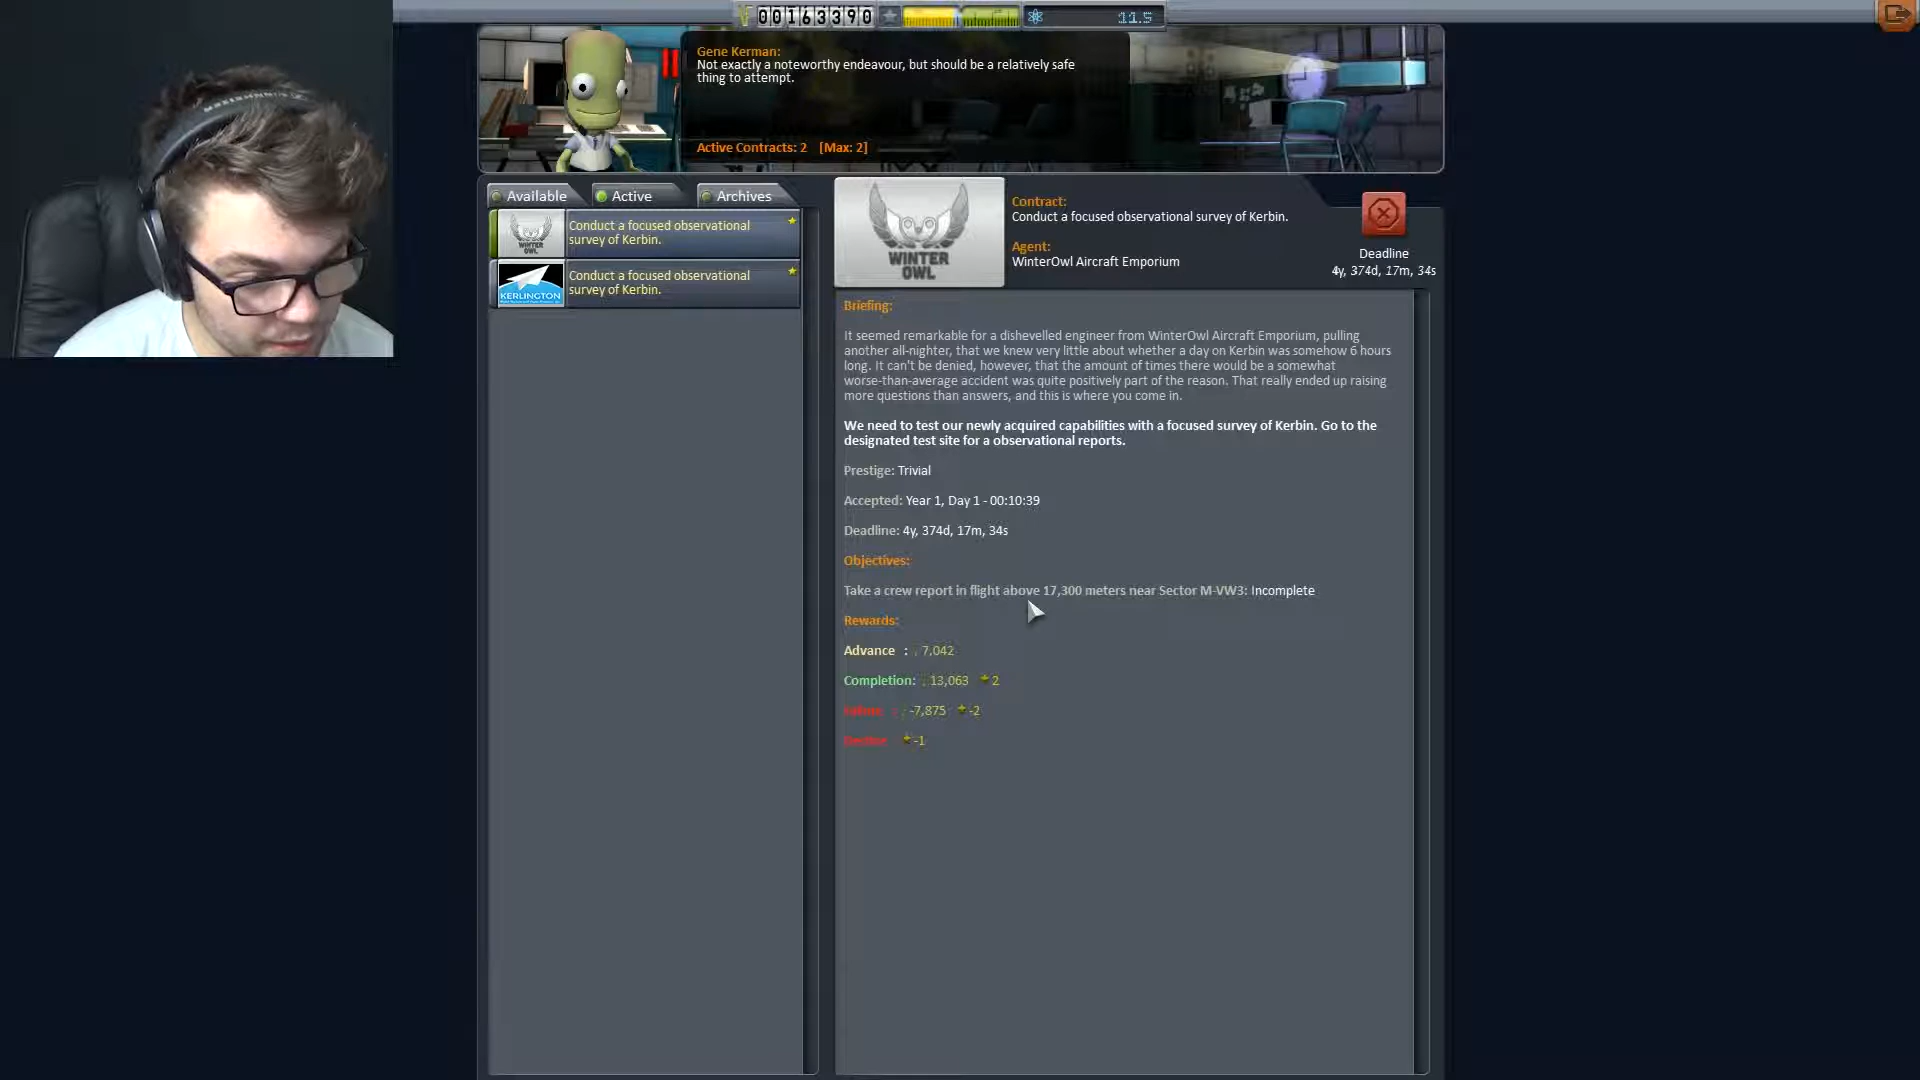 00163390
11.5
Gene Kerman:
Not exactly a noteworthy endeavour, but should be a relatively safe
thing to attempt.
Active Contracts: 2 [Max: 2]
Available
Active
Archives
WINTER
OWL
Conduct a focused observational
survey of Kerbin.
KERLINGTON
Conduct a focused observational
survey of Kerbin.
WINTER
OWL
Contract:
Conduct a focused observational survey of Kerbin.
Agent:
WinterOwl Aircraft Emporium
Deadline
4y, 374d, 17m, 34s
Briefing:
It seemed remarkable for a dishevelled engineer from WinterOwl Aircraft Emporium, pulling
another all-nighter, that we knew very little about whether a day on Kerbin was somehow 6 hours
long. It can't be denied, however, that the amount of times there would be a somewhat
worse-than-average accident was quite positively part of the reason. That really ended up raising
more questions than answers, and this is where you come in.
We need to test our newly acquired capabilities with a focused survey of Kerbin. Go to the
designated test site for a observational reports.
Prestige: Trivial
Accepted: Year 1, Day 1 - 00:10:39
Deadline: 4y, 374d, 17m, 34s
Objectives:
Take a crew report in flight above 17,300 meters near Sector M-VW3: Incomplete
Rewards:
Advance : 7,042
Completion: 13,063 2
Failure : -7,875 -2
Decline -1